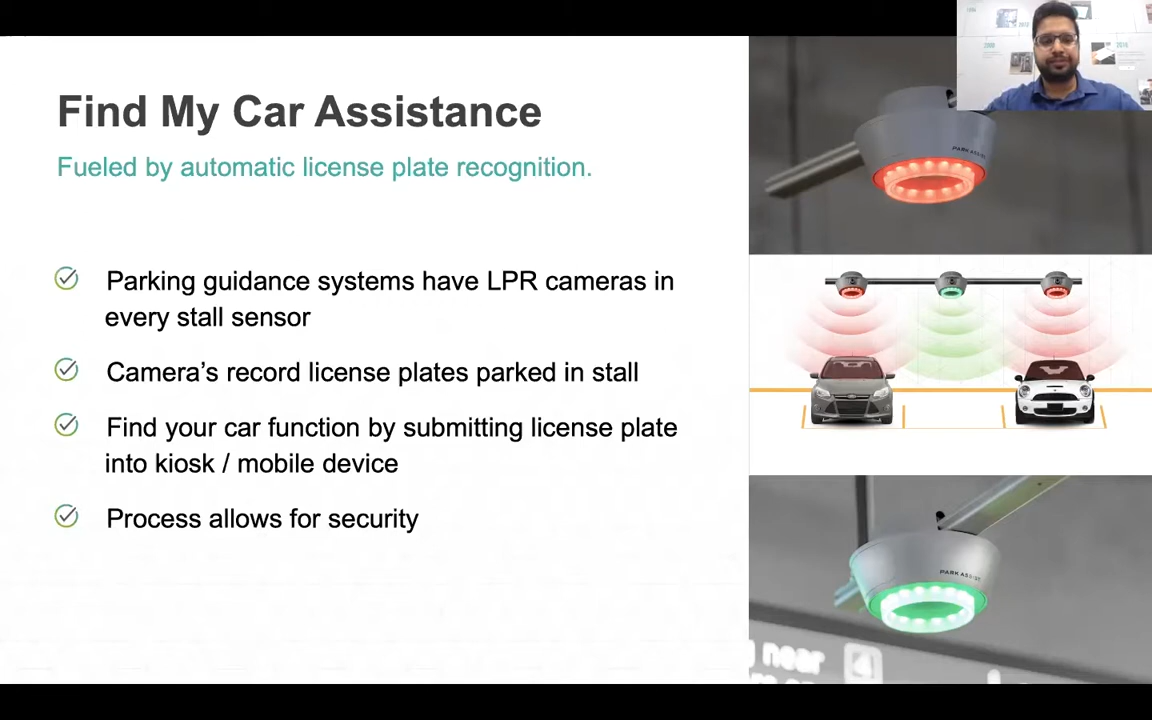 Find My Car Assistance
Fueled by automatic license plate recognition.
Parking guidance systems have LPR cameras in
every stall sensor
Camera’s record license plates parked in stall
Find your car function by submitting license plate
into kiosk / mobile device
Process allows for security
PARK ASSIST
PARK ASSIST
near
4